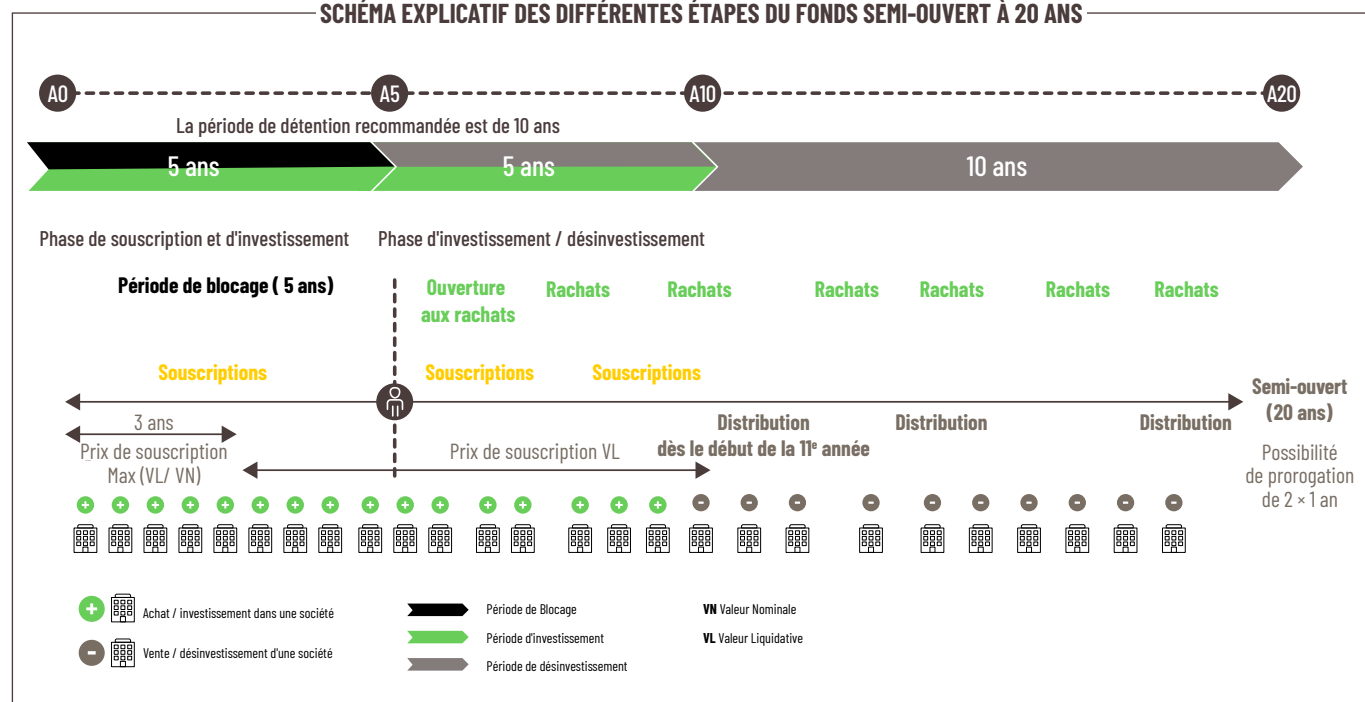 SCHÉMA EXPLICATIF DES DIFFÉRENTES ÉTAPES DU FONDS SEMI-OUVERT À 20 ANS
A0 A5 A10 A20
La période de détention recommandée est de 10 ans
5 ans 5 ans 10 ans
Phase de souscription et d'investissement Phase d'investissement / désinvestissement
Période de blocage ( 5 ans)
Ouverture
aux rachats
Rachats Rachats Rachats Rachats Rachats Rachats
Souscriptions Souscriptions Souscriptions
3 ans
Prix de souscription
Max (VL/ VN)
Prix de souscription VL
Distribution
dès le début de la 11e année
Distribution
Distribution
Semi-ouvert
(20 ans)
Possibilité
de prorogation
de 2 × 1 an
Achat / investissement dans une société
Vente / désinvestissement d'une société
Période de Blocage
Période d'investissement
Période de désinvestissement
VN Valeur Nominale
VL Valeur Liquidative